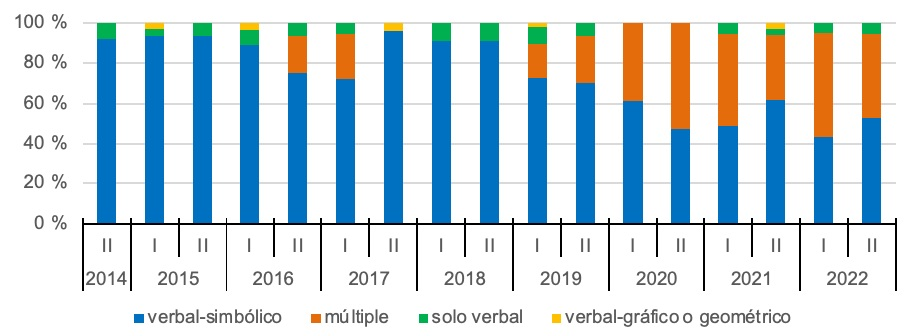 100 %
80 %
60 %
40 %
20 %
0 %
II I II I II I II I II I II I II I II I II
2014 2015 2016 2017 2018 2019 2020 2021 2022
verbal-simbólico múltiple solo verbal verbal-gráfico o geométrico